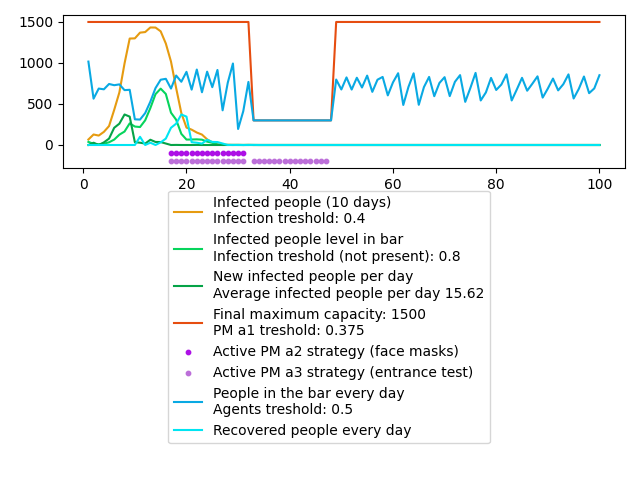 1500
1000
500
0
0 20 40 60 80 100
Infected people (10 days)
Infection treshold: 0.4
Infected people level in bar
Infection treshold (not present): 0.8
New infected people per day
Average infected people per day 15.62
Final maximum capacity: 1500
PM a1 treshold: 0.375
Active PM a2 strategy (face masks)
Active PM a3 strategy (entrance test)
People in the bar every day
Agents treshold: 0.5
Recovered people every day